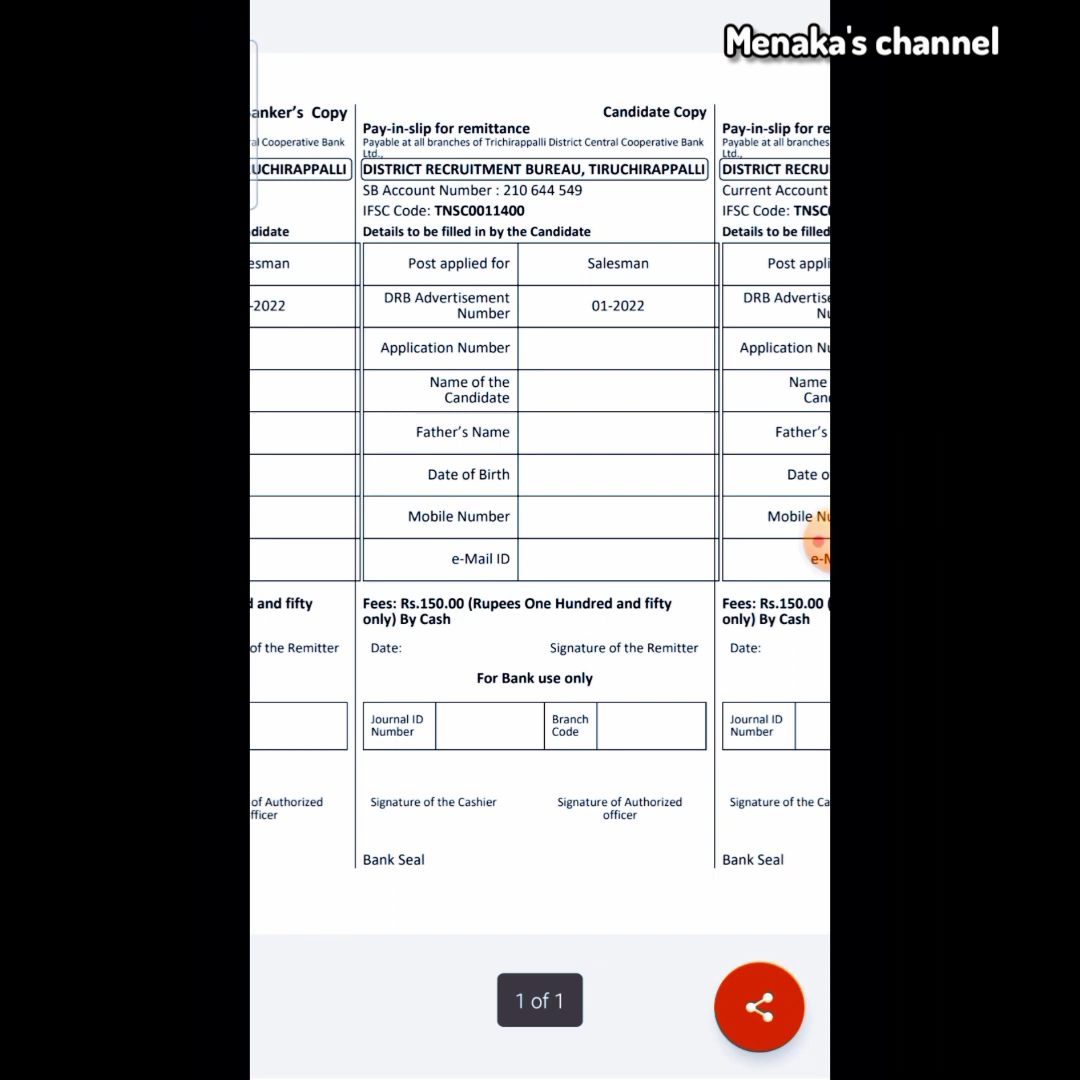 Menaka's channel
anker's Copy
al Cooperative Bank
UCHIRAPPALLI
didate
esman
-2022
d and fifty
of the Remitter
of Authorized
fficer
Candidate Copy
Pay-in-slip for remittance
Payable at all branches of Trichirappalli District Central Cooperative Bank
Ltd.,
DISTRICT RECRUITMENT BUREAU, TIRUCHIRAPPALLI
SB Account Number : 210 644 549
IFSC Code: TNSC0011400
Details to be filled in by the Candidate
Post applied for Salesman
DRB Advertisement
Number 01-2022
Application Number
Name of the
Candidate
Father's Name
Date of Birth
Mobile Number
e-Mail ID
Fees: Rs.150.00 (Rupees One Hundred and fifty
only) By Cash
Date: Signature of the Remitter
For Bank use only
Journal ID
Number
Branch
Code
Signature of the Cashier
Signature of Authorized
officer
Bank Seal
Pay-in-slip for re
Payable at all branches
Ltd.,
DISTRICT RECRU
Current Account
IFSC Code: TNSC
Details to be filled
Post appli
DRB Advertise
Nu
Application Nu
Name
Can
Father's
Date o
Mobile Nu
e-M
Fees: Rs.150.00 (
only) By Cash
Date:
Journal ID
Number
Signature of the Ca
Bank Seal
1 of 1